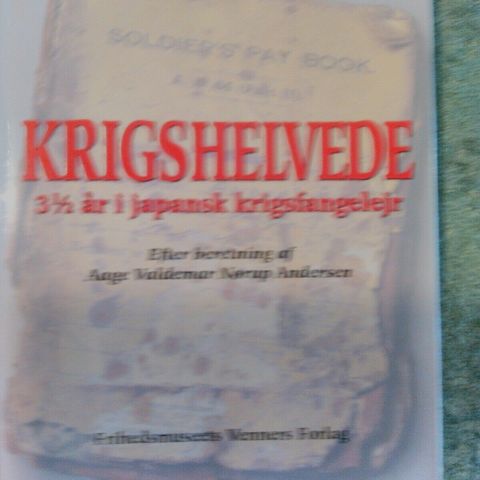 SOLDIER'S PAY BOOK
KRIGSHELVEDE
3½ år i japansk krigsfangelejr
Efter beretning af
Aage Valdemar Nørup Andersen
Frihedsmuseets Venners Forlag